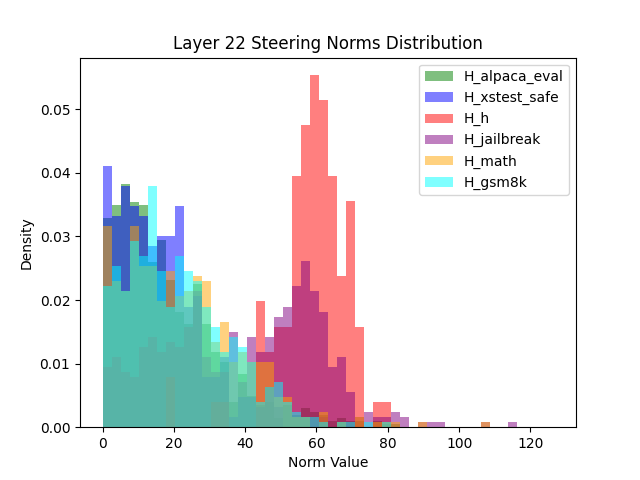 Layer 22 Steering Norms Distribution
H_alpaca_eval
H_xstest_safe
H_h
H_jailbreak
H_math
H_gsm8k
Density
0.05
0.04
0.03
0.02
0.01
0.00
0 20 40 60 80 100 120
Norm Value